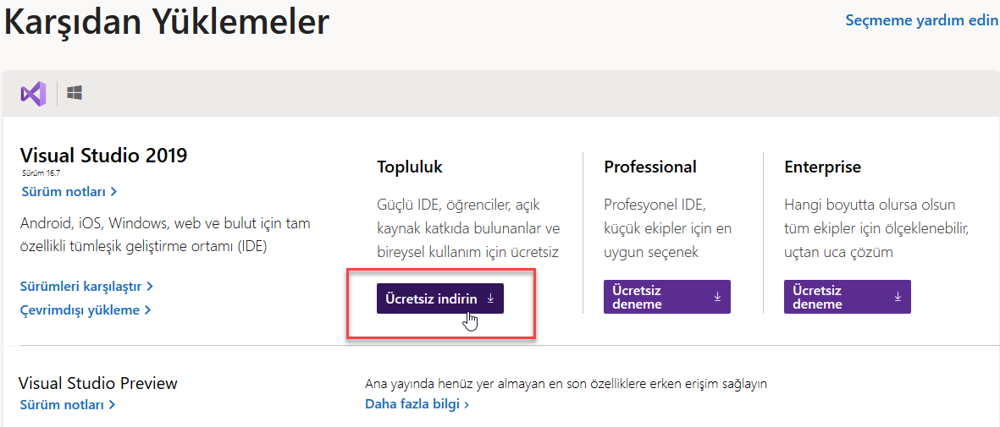 Karşıdan Yüklemeler
Seçmeme yardım edin
Visual Studio 2019
Sürüm 16.7
Sürüm notları
Android, iOS, Windows, web ve bulut için tam
özellikli tümleşik geliştirme ortamı (IDE)
Sürümleri karşılaştır
Çevrimdışı yükleme
Topluluk
Güçlü IDE, öğrenciler, açık
kaynak katkıda bulunanlar ve
bireysel kullanım için ücretsiz
Ücretsiz indirin
Professional
Profesyonel IDE,
küçük ekipler için en
uygun seçenek
Ücretsiz
deneme
Enterprise
Hangi boyutta olursa olsun
tüm ekipler için ölçeklenebilir,
uçtan uca çözüm
Ücretsiz
deneme
Visual Studio Preview
Sürüm notları
Ana yayında henüz yer almayan en son özelliklere erken erişim sağlayın
Daha fazla bilgi